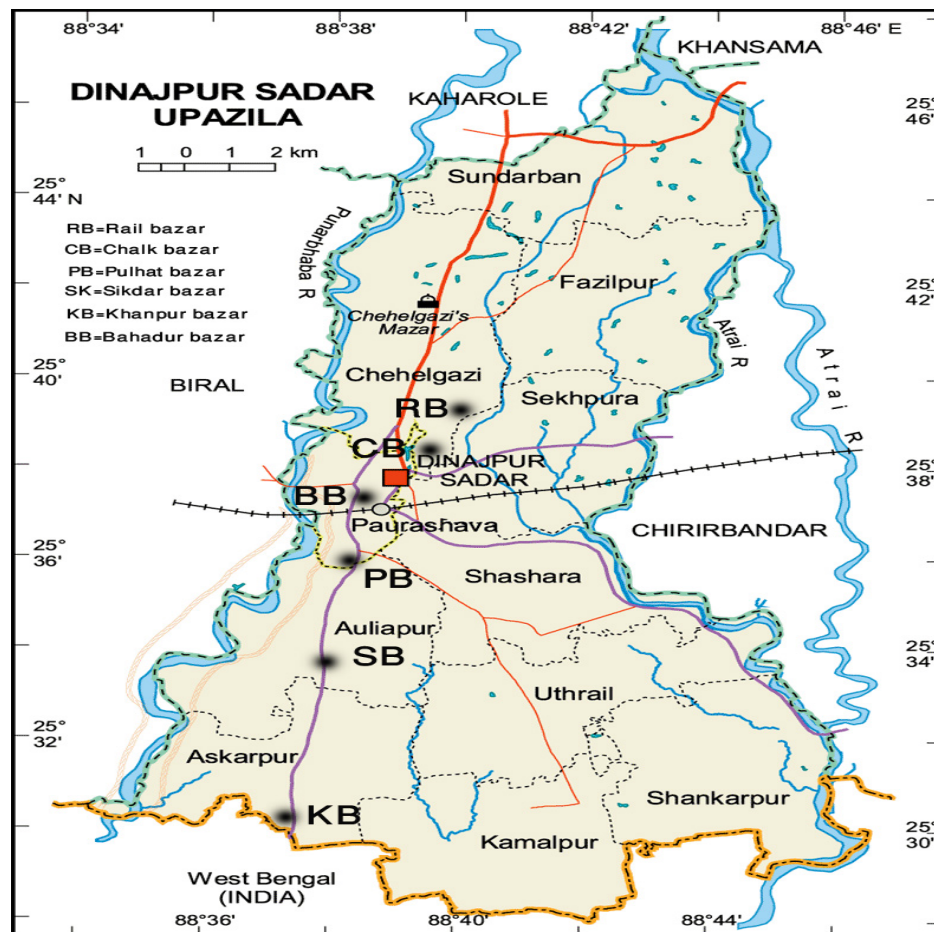 88°34'
88°38'
88°42'
88°46' E
KHANSAMA
DINAJPUR SADAR
UPAZILA
KAHAROLE
25°
46'
1 0 1 2 km
25°
44' N
Sundarban
RB=Rail bazar
CB=Chalk bazar
PB=Pulhat bazar
SK=Sikdar bazar
KB=Khanpur bazar
BB=Bahadur bazar
Punarbhaba R
Fazilpur
25°
42'
Chehelgazi's
Mazar
Atrai R
Atrai R
25°
40'
BIRAL
Chehelgazi
Sekhpura
RB
CB
DINAJPUR
SADAR
25°
38'
BB
Paurashava
CHIRIRBANDAR
25°
36'
PB
Shashara
Auliapur
SB
25°
34'
Uthrail
25°
32'
Askarpur
Shankarpur
KB
Kamalpur
25°
30'
West Bengal
(INDIA)
88°36'
88°40'
88°44'